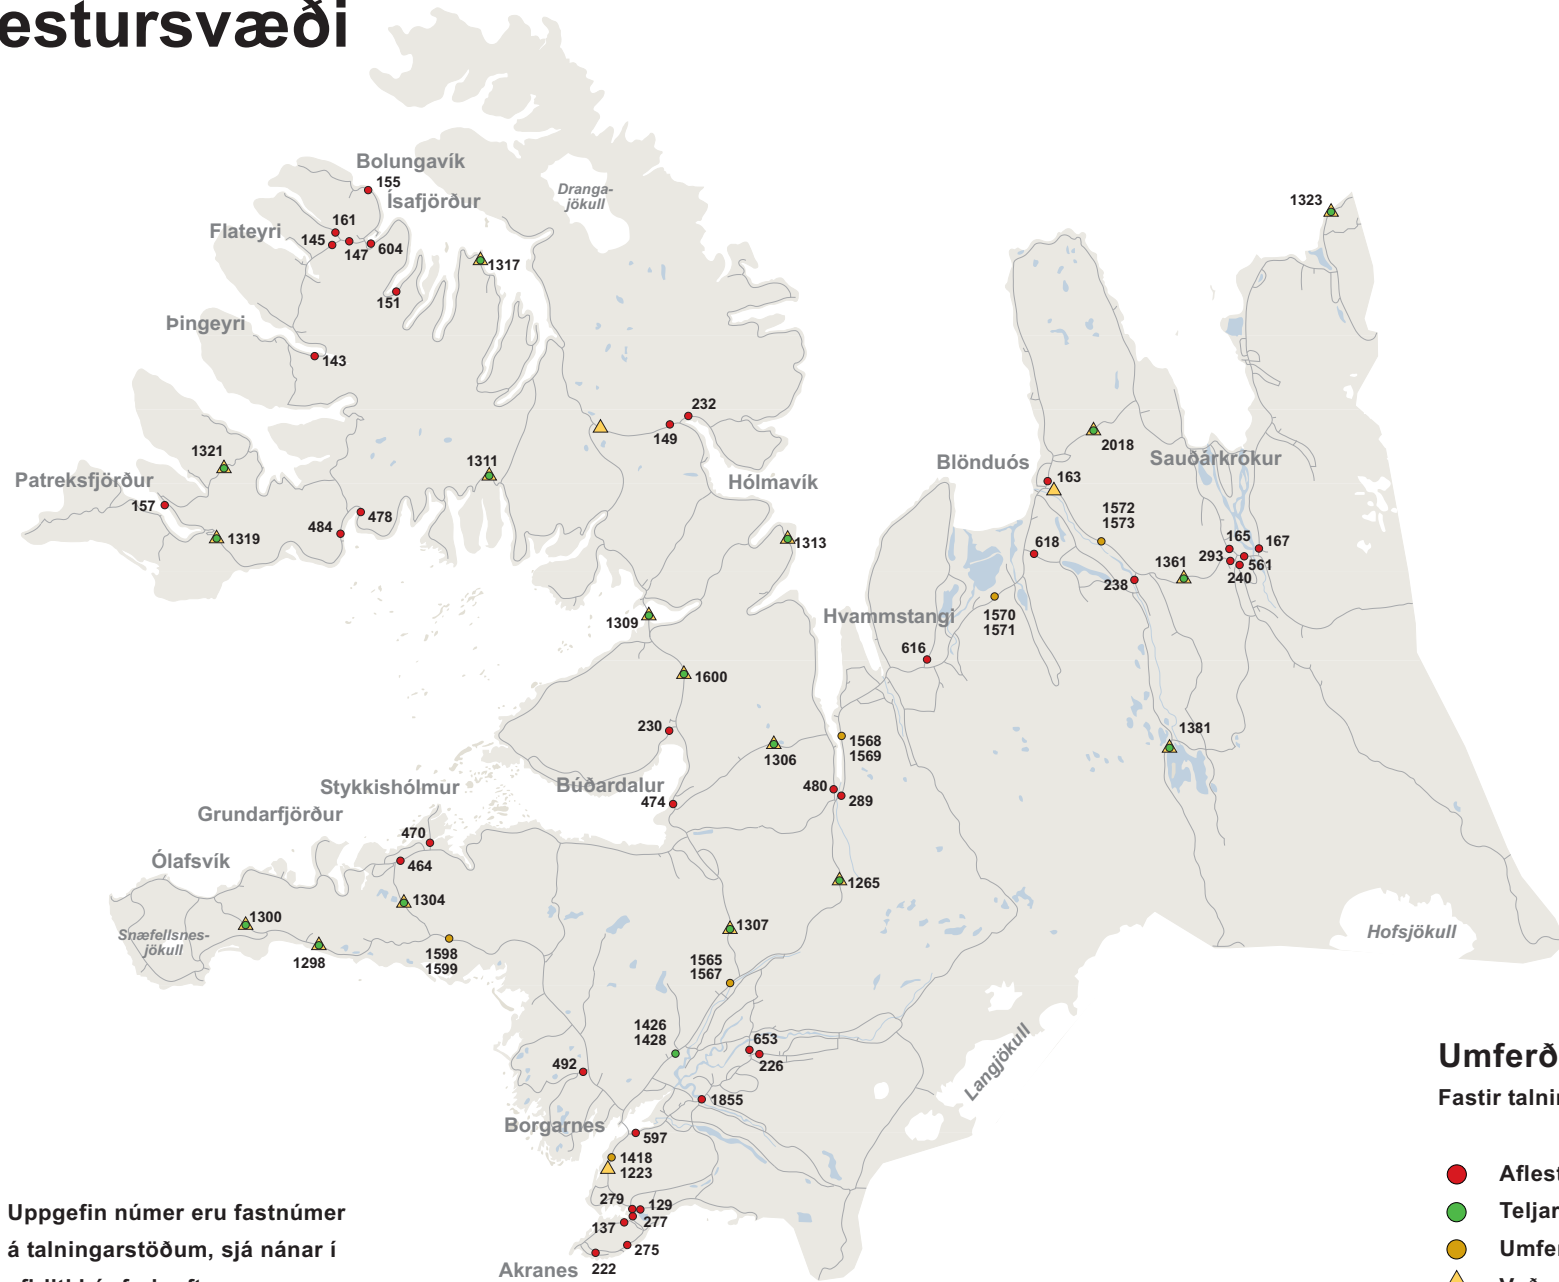 estursvæði
Bolungavík
155
Ísafjörður
Dranga-
jökull
1323
161
Flateyri
145
147
604
1317
151
Þingeyri
143
232
149
1321
1311
2018
Blönduós
Sauðárkrókur
Patreksfjörður
Hólmavík
163
157
478
1572
1573
484
1319
1313
618
165
167
293
561
1361
240
238
Hvammstangi
1570
1571
1309
616
1600
230
1568
1569
1306
1381
Stykkishólmur
Búðardalur
480
289
474
Grundarfjörður
470
464
Ólafsvík
1265
1304
1300
1307
Snæfellsnes-
jökull
Hofsjökull
1298
1598
1599
1565
1567
1426
1428
653
226
Langjökull
492
1855
Borgarnes
597
1418
1223
279
129
277
137
275
Akranes
222
Umferð
Fastir talnin
Aflest
Teljar
Umfer
Uppgefin númer eru fastnúmer
á talningarstöðum, sjá nánar í